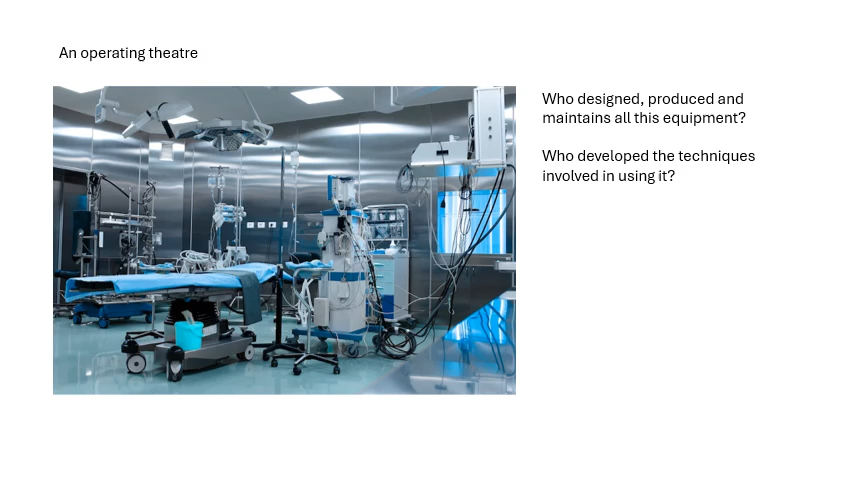 An operating theatre
Who designed, produced and
maintains all this equipment?
Who developed the techniques
involved in using it?